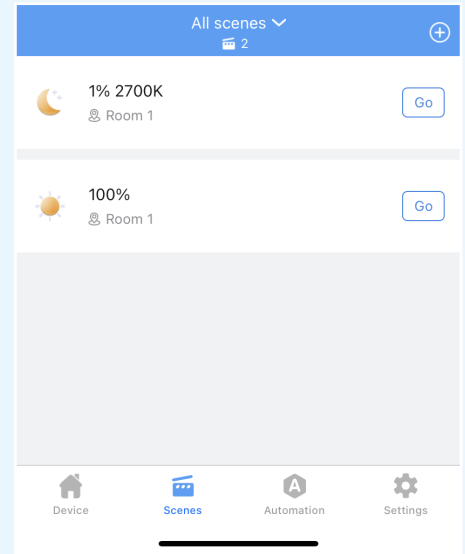 All scenes
2
1% 2700K
Room 1
Go
100%
Room 1
Go
A
Device
Scenes
Automation
Settings